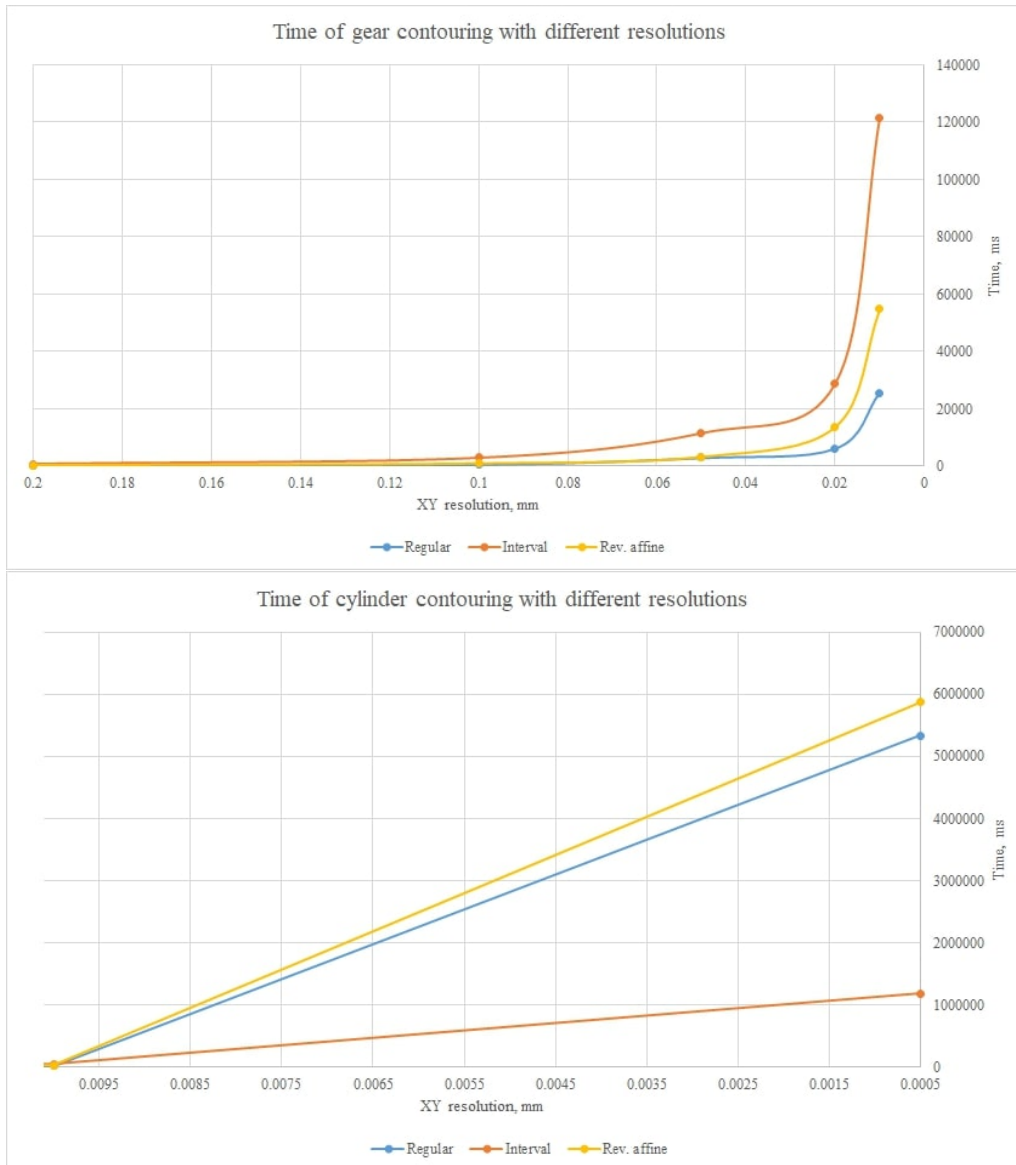 Time of gear contouring with different resolutions
140000
120000
100000
80000
60000
40000
20000
0
Time, ms
0.2 0.18 0.16 0.14 0.12 0.1 0.08 0.06 0.04 0.02 0
XY resolution, mm
Regular Interval Rev. affine
Time of cylinder contouring with different resolutions
7000000
6000000
5000000
4000000
3000000
2000000
1000000
0
Time, ms
0.0095 0.0085 0.0075 0.0065 0.0055 0.0045 0.0035 0.0025 0.0015 0.0005
XY resolution, mm
Regular Interval Rev. affine